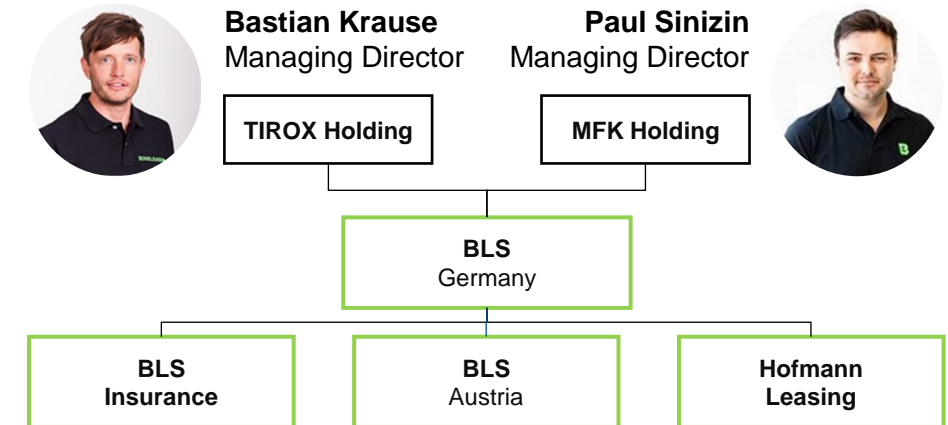 Bastian Krause
Managing Director
Paul Sinizin
Managing Director
TIROX Holding
MFK Holding
BLS
Germany
BLS
Insurance
BLS
Austria
Hofmann
Leasing